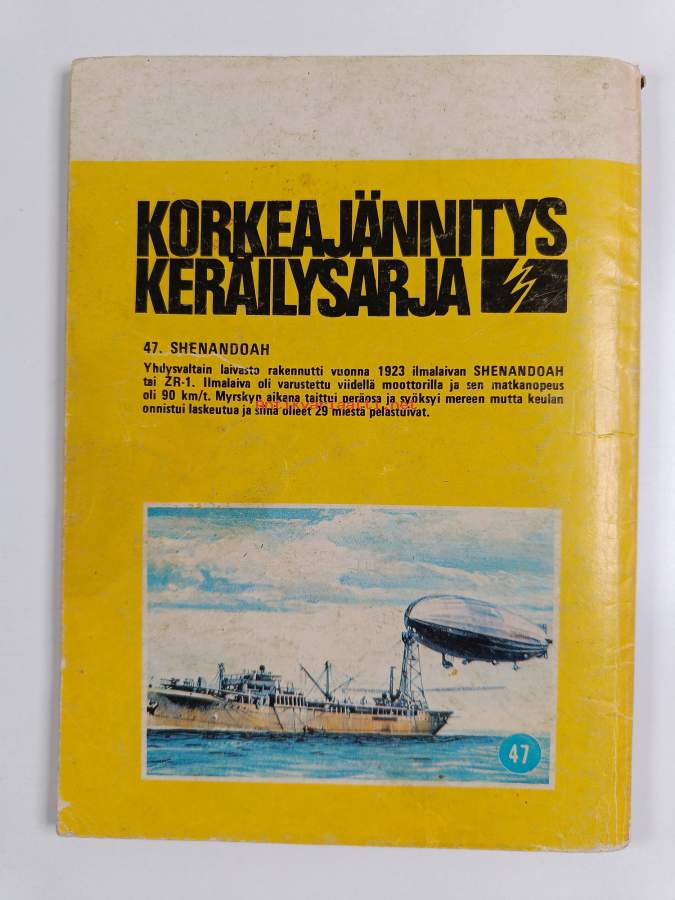 KORKEAJÄNNITYS
KERÄILYSARJA
47. SHENANDOAH
Yhdysvaltain laivasto rakennutti vuonna 1923 ilmalaivan SHENANDOAH
tai ZR-1. Ilmalaiva oli varustettu viidellä moottorilla ja sen matkanopeus
oli 90 km/t. Myrskyn aikana taittui peräosa ja syöksyi mereen mutta keulan
onnistui laskeutua ja siinä olleet 29 miestä pelastuivat.
antikvariaatti.net
47